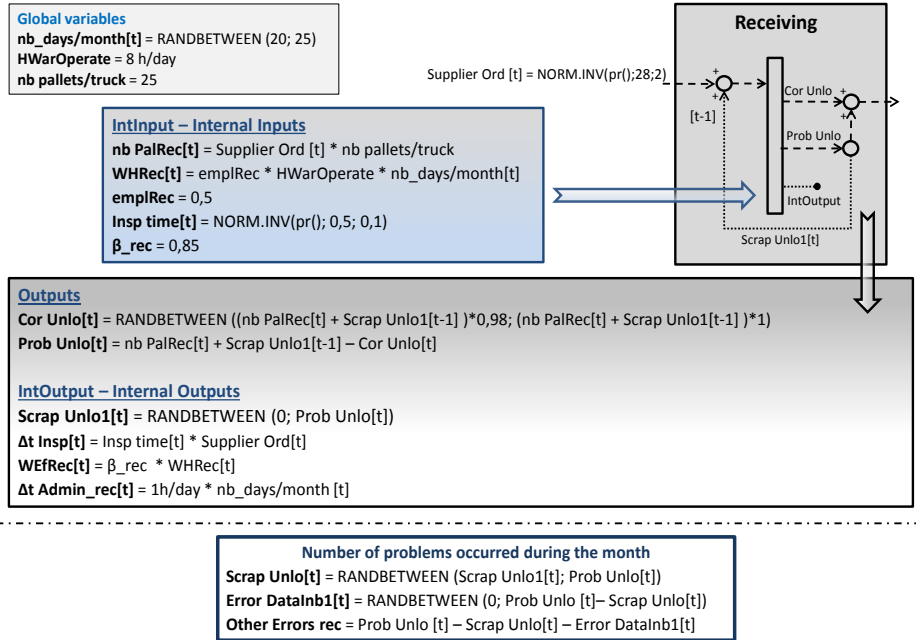 Global variables
nb_days/month[t] = RANDBETWEEN (20; 25)
HWarOperate = 8 h/day
nb pallets/truck = 25
Receiving
Supplier Ord [t] = NORM.INV(pr();28;2)
+
+
[t-1]
Cor Unlo
+
+
Prob Unlo
IntOutput
Scrap Unlo1[t]
IntInput – Internal Inputs
nb PalRec[t] = Supplier Ord [t] * nb pallets/truck
WHRec[t] = emplRec * HWarOperate * nb_days/month[t]
emplRec = 0,5
Insp time[t] = NORM.INV(pr(); 0,5; 0,1)
β_rec = 0,85
Outputs
Cor Unlo[t] = RANDBETWEEN ((nb PalRec[t] + Scrap Unlo1[t-1] )*0,98; (nb PalRec[t] + Scrap Unlo1[t-1] )*1)
Prob Unlo[t] = nb PalRec[t] + Scrap Unlo1[t-1] – Cor Unlo[t]
IntOutput – Internal Outputs
Scrap Unlo1[t] = RANDBETWEEN (0; Prob Unlo[t])
Δt Insp[t] = Insp time[t] * Supplier Ord[t]
WEfRec[t] = β_rec * WHRec[t]
Δt Admin_rec[t] = 1h/day * nb_days/month [t]
Number of problems occurred during the month
Scrap Unlo[t] = RANDBETWEEN (Scrap Unlo1[t]; Prob Unlo[t])
Error DataInb1[t] = RANDBETWEEN (0; Prob Unlo [t]– Scrap Unlo[t])
Other Errors rec = Prob Unlo [t] – Scrap Unlo[t] – Error DataInb1[t]